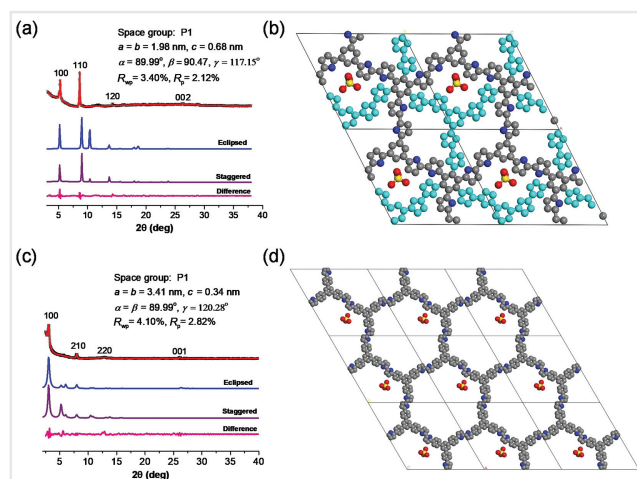 (a)
Space group: P1
a = b = 1.98 nm, c = 0.68 nm
α = 89.99°, β = 90.47, γ = 117.15°
Rwp = 3.40%, Rp = 2.12%
100
110
120
002
Eclipsed
Staggered
Difference
5 10 15 20 25 30 35 40
2θ (deg)
(b)
(c)
Space group: P1
a = b = 3.41 nm, c = 0.34 nm
α = β = 89.99°, γ = 120.28°
Rwp = 4.10%, Rp = 2.82%
100
210
220
001
Eclipsed
Staggered
Difference
5 10 15 20 25 30 35 40
2θ (deg)
(d)